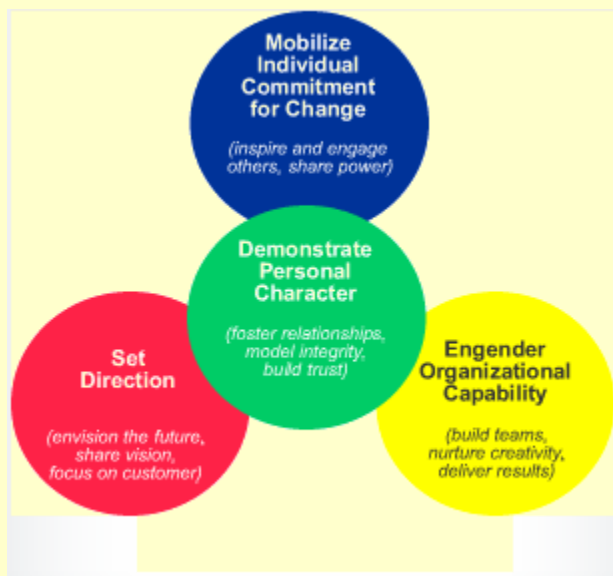 Mobilize
Individual
Commitment
for Change
(inspire and engage
others, share power)
Demonstrate
Personal
Character
(foster relationships,
model integrity,
build trust)
Set
Direction
(envision the future,
share vision,
focus on customer)
Engender
Organizational
Capability
(build teams,
nurture creativity,
deliver results)